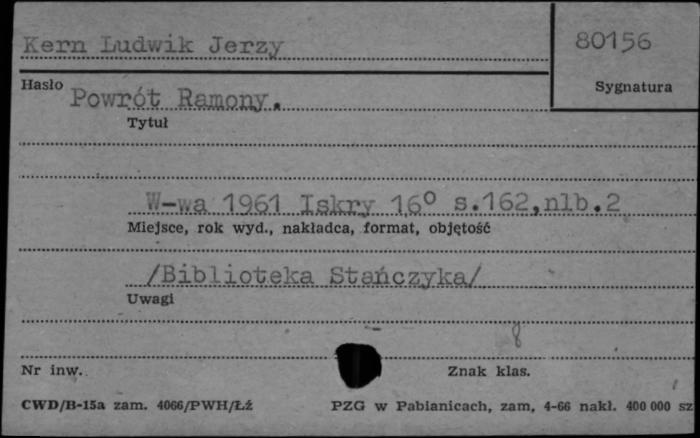 Kern Ludwik Jerzy
80156
Hasło
Sygnatura
Powrót Ramony.
Tytuł
W-wa 1961 Iskry 16° s.162,nlb.2
Miejsce, rok wyd., nakładca, format, objętość
/Biblioteka Stańczyka/
Uwagi
8
Nr inw.
Znak klas.
CWD/B-15a zam. 4066/PWH/Łź
PZG w Pabianicach, zam, 4-66 nakł. 400 000 sz